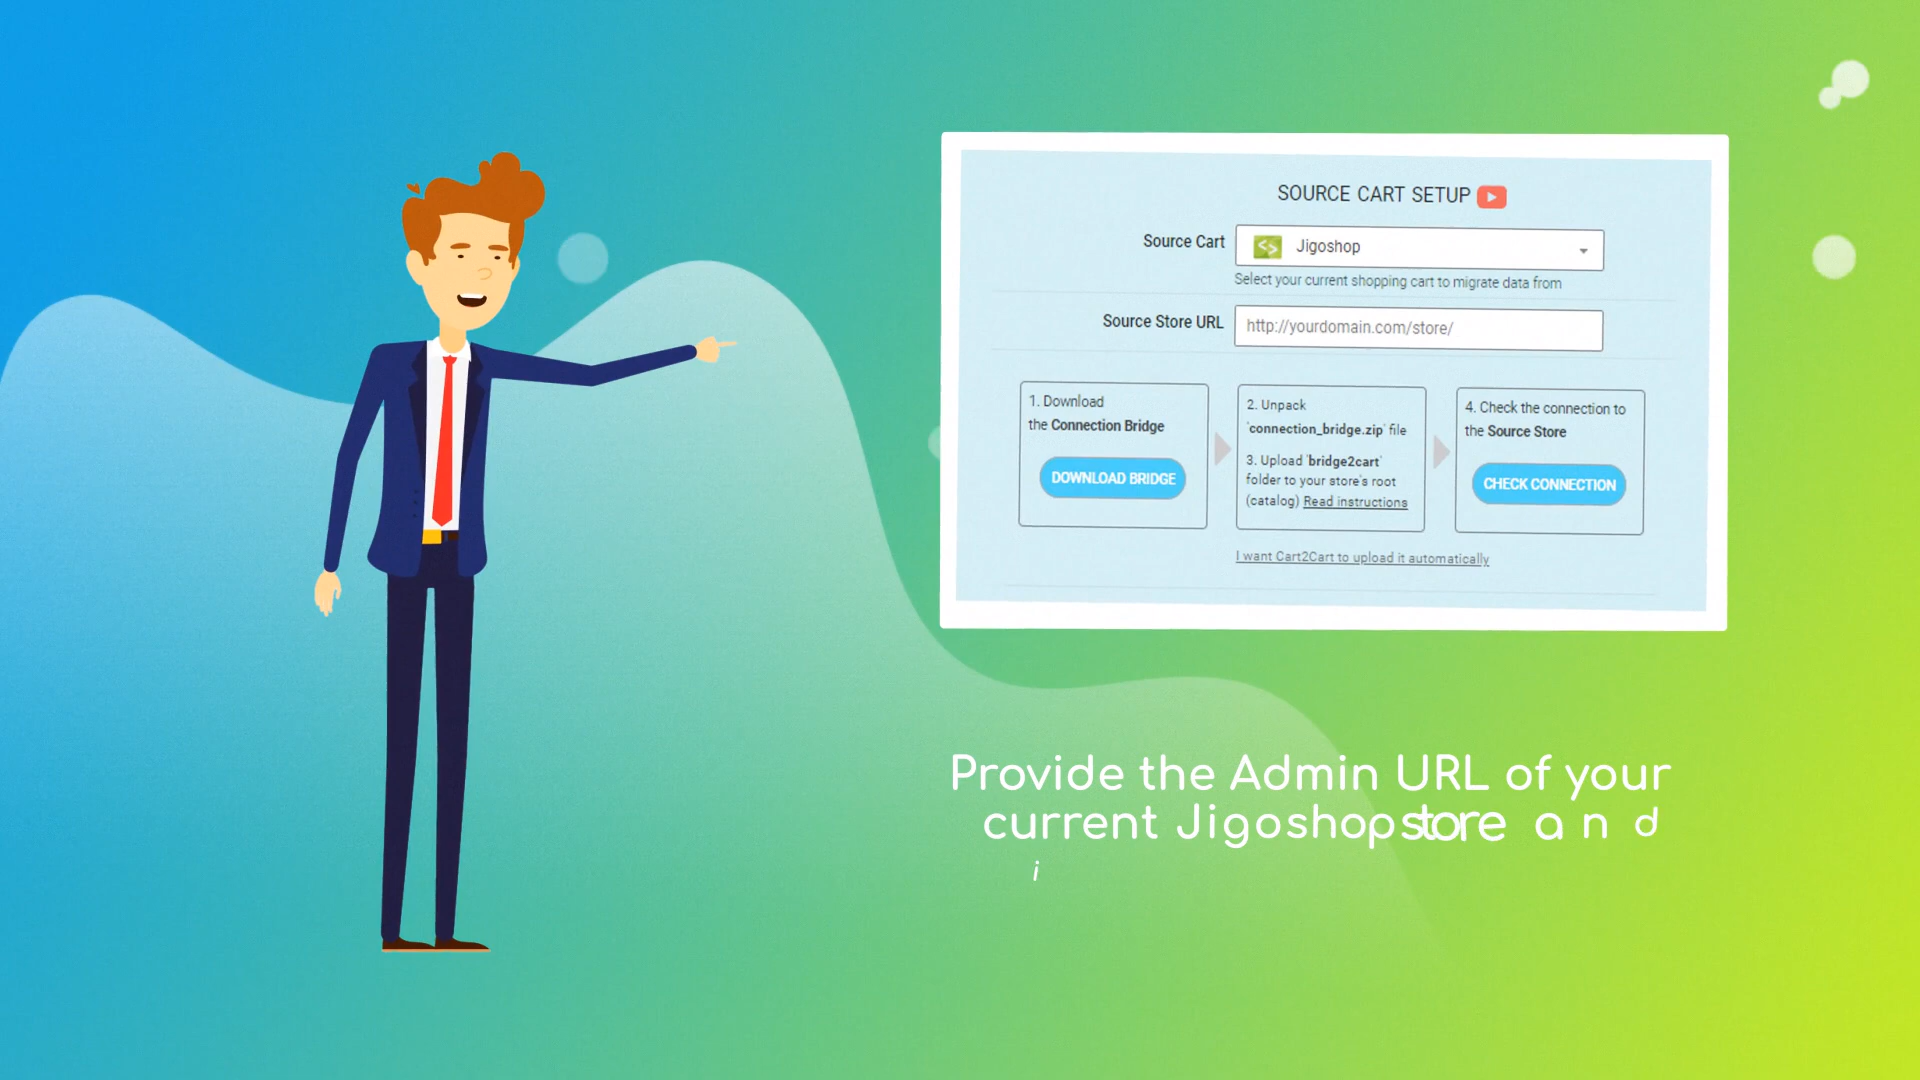 SOURCE CART SETUP
Source Cart
Jigoshop
Select your current shopping cart to migrate data from
Source Store URL
http://yourdomain.com/store/
1. Download
the Connection Bridge
DOWNLOAD BRIDGE
2. Unpack
'connection_bridge.zip' file
3. Upload 'bridge2cart'
folder to your store's root
(catalog) Read instructions
4. Check the connection to
the Source Store
CHECK CONNECTION
I want Cart2Cart to upload it automatically
Provide the Admin URL of your
current Jigoshop store and
i